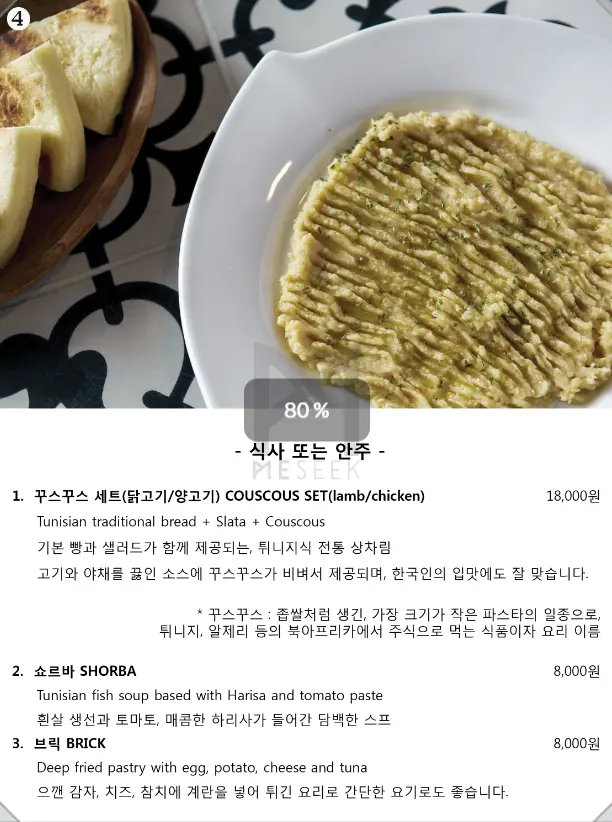 4
80%
- 식사 또는 안주 -
MESEEK
1. 꾸스꾸스 세트(닭고기/양고기) COUSCOUS SET(lamb/chicken) 18,000원
Tunisian traditional bread + Slata + Couscous
기본 빵과 샐러드가 함께 제공되는, 튀니지식 전통 상차림
고기와 야채를 끓인 소스에 꾸스꾸스가 비벼서 제공되며, 한국인의 입맛에도 잘 맞습니다.
* 꾸스꾸스 : 좁쌀처럼 생긴, 가장 크기가 작은 파스타의 일종으로,
튀니지, 알제리 등의 북아프리카에서 주식으로 먹는 식품이자 요리 이름
2. 쇼르바 SHORBA 8,000원
Tunisian fish soup based with Harisa and tomato paste
흰살 생선과 토마토, 매콤한 하리사가 들어간 담백한 스프
3. 브릭 BRICK 8,000원
Deep fried pastry with egg, potato, cheese and tuna
으깬 감자, 치즈, 참치에 계란을 넣어 튀긴 요리로 간단한 요기로도 좋습니다.